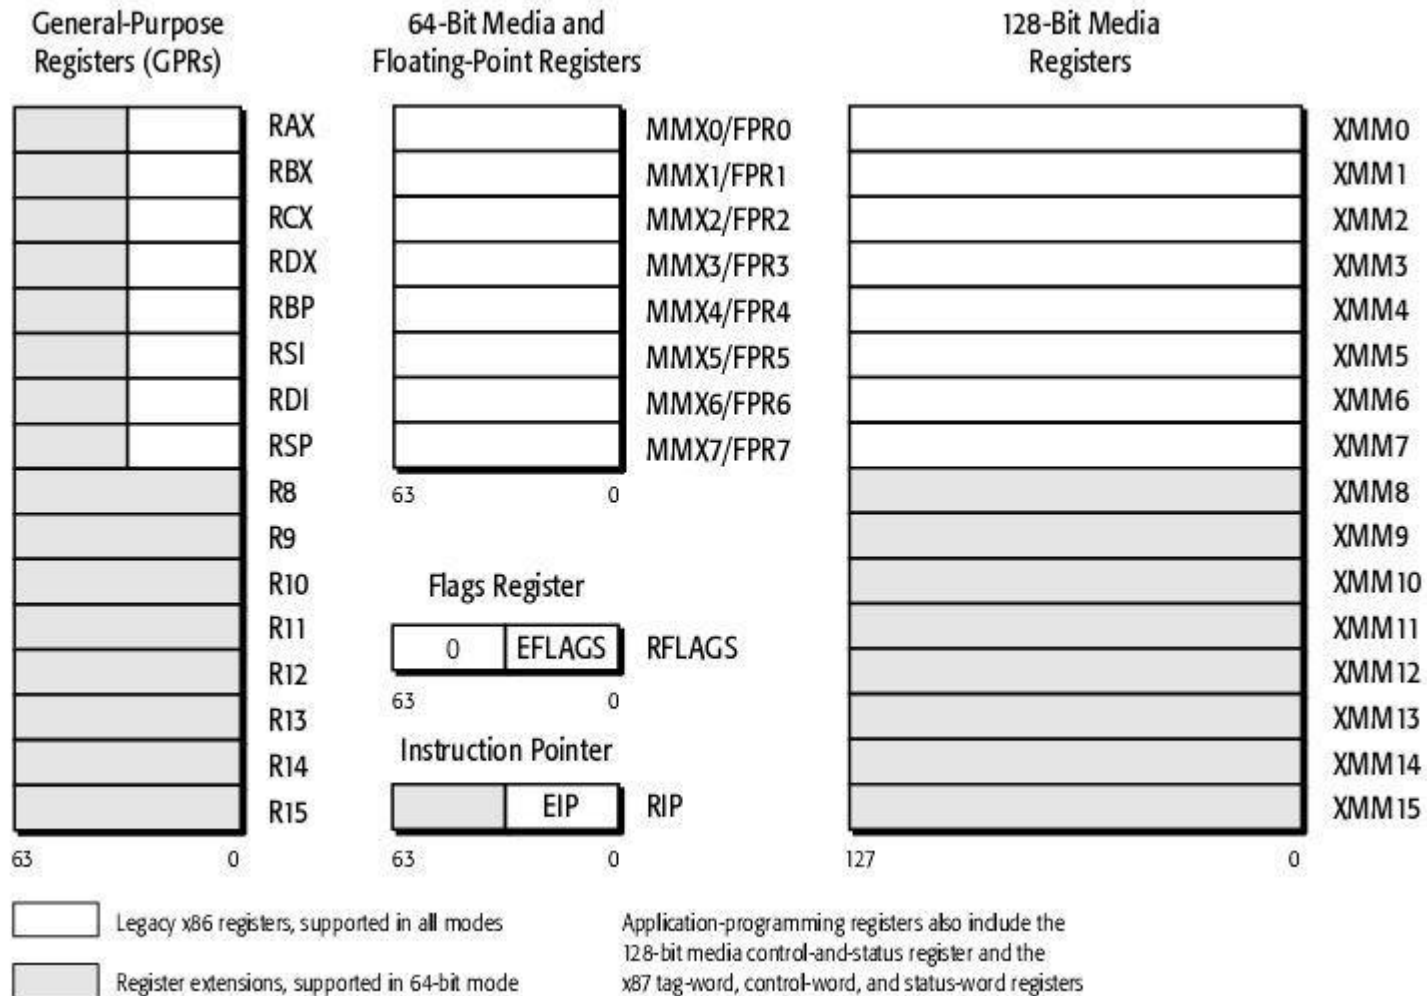 General-Purpose
Registers (GPRs)
RAX
RBX
RCX
RDX
RBP
RSI
RDI
RSP
R8
R9
R10
R11
R12
R13
R14
R15
63 0
64-Bit Media and
Floating-Point Registers
MMX0/FPR0
MMX1/FPR1
MMX2/FPR2
MMX3/FPR3
MMX4/FPR4
MMX5/FPR5
MMX6/FPR6
MMX7/FPR7
63 0
Flags Register
0 EFLAGS RFLAGS
63 0
Instruction Pointer
EIP RIP
63 0
128-Bit Media
Registers
XMM0
XMM1
XMM2
XMM3
XMM4
XMM5
XMM6
XMM7
XMM8
XMM9
XMM10
XMM11
XMM12
XMM13
XMM14
XMM15
127 0
Legacy x86 registers, supported in all modes
Register extensions, supported in 64-bit mode
Application-programming registers also include the
128-bit media control-and-status register and the
x87 tag-word, control-word, and status-word registers